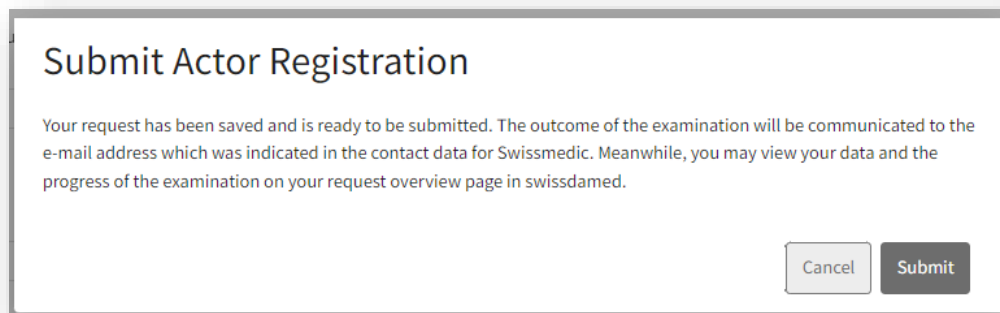 Submit Actor Registration
Your request has been saved and is ready to be submitted. The outcome of the examination will be communicated to the
e-mail address which was indicated in the contact data for Swissmedic. Meanwhile, you may view your data and the
progress of the examination on your request overview page in swissdamed.
Cancel
Submit